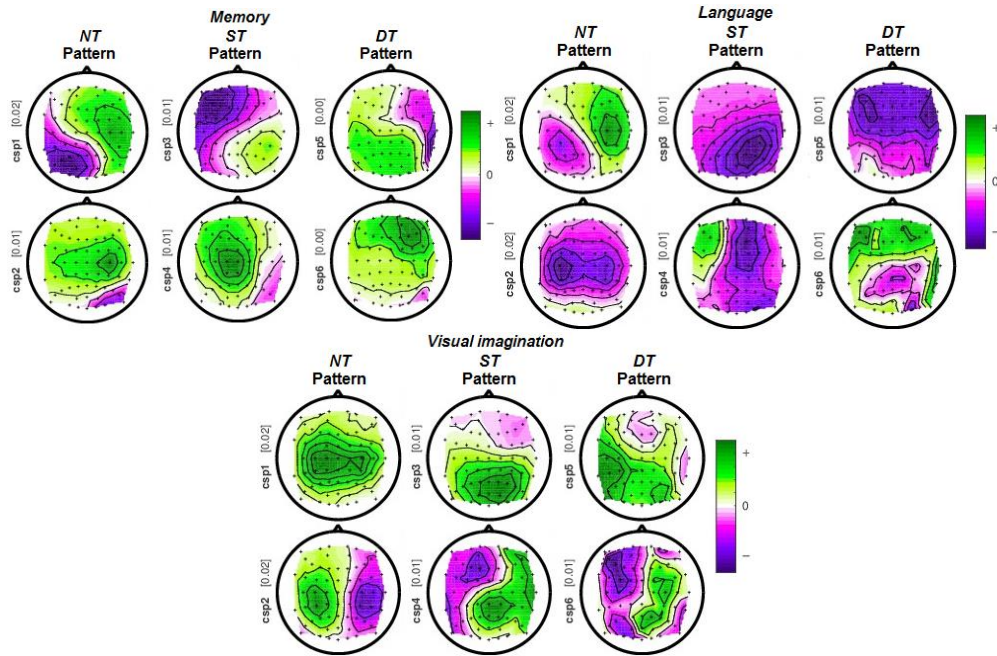 Memory
NT ST DT
Pattern Pattern Pattern
csp1 [0.02] csp3 [0.01] csp5 [0.00]
+
0
−
csp2 [0.01] csp4 [0.01] csp6 [0.00]
Language
NT ST DT
Pattern Pattern Pattern
csp1 [0.02] csp3 [0.01] csp5 [0.01]
+
0
−
csp2 [0.02] csp4 [0.01] csp6 [0.01]
Visual imagination
NT ST DT
Pattern Pattern Pattern
csp1 [0.02] csp3 [0.01] csp5 [0.01]
+
0
−
csp2 [0.02] csp4 [0.01] csp6 [0.01]